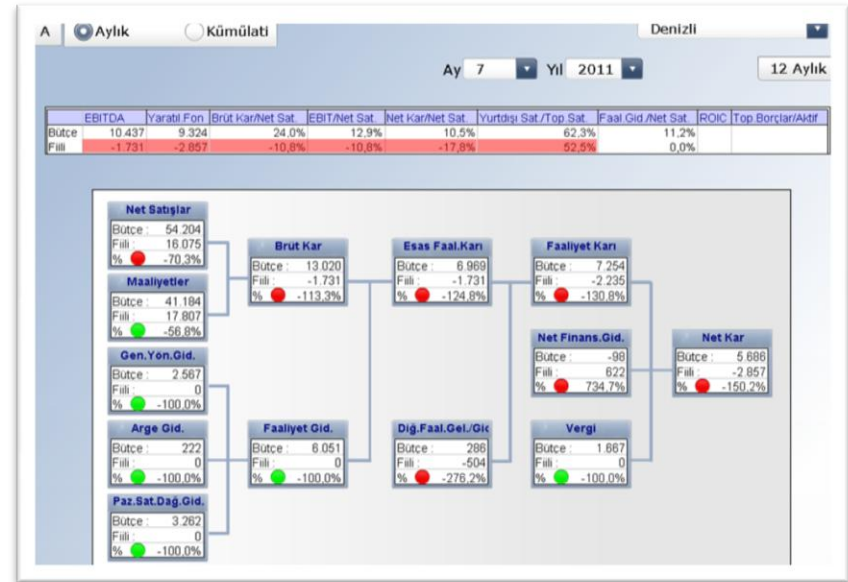 A Aylık Kümülati Denizli
Ay 7 Yıl 2011 12 Aylık
EBITDA Yaratıl.Fon Brüt Kar/Net Sat. EBIT/Net Sat. Net Kar/Net Sat. Yurtdışı Sat./Top.Sat. Faal.Gid./Net Sat. ROIC Top.Borçlar/Aktif
Bütçe 10.437 9.324 24,0% 12,9% 10,5% 62,3% 11,2%
Fiili -1.731 -2.857 -10,8% -10,8% -17,8% 52,5% 0,0%
Net Satışlar
Bütçe : 54.204
Fiili : 16.075
% -70,3%
Maaliyetler
Bütçe : 41.184
Fiili : 17.807
% -56,8%
Gen.Yön.Gid.
Bütçe : 2.567
Fiili : 0
% -100,0%
Arge Gid.
Bütçe : 222
Fiili : 0
% -100,0%
Paz.Sat.Dağ.Gid.
Bütçe : 3.262
Fiili : 0
% -100,0%
Brüt Kar
Bütçe : 13.020
Fiili : -1.731
% -113,3%
Faaliyet Gid.
Bütçe : 6.051
Fiili : 0
% -100,0%
Esas Faal.Karı
Bütçe : 6.969
Fiili : -1.731
% -124,8%
Diğ.Faal.Gel./Gid
Bütçe : 286
Fiili : -504
% -276,2%
Faaliyet Karı
Bütçe : 7.254
Fiili : -2.235
% -130,8%
Net Finans.Gid.
Bütçe : -98
Fiili : 622
% 734,7%
Vergi
Bütçe : 1.667
Fiili : 0
% -100,0%
Net Kar
Bütçe : 5.686
Fiili : -2.857
% -150,2%